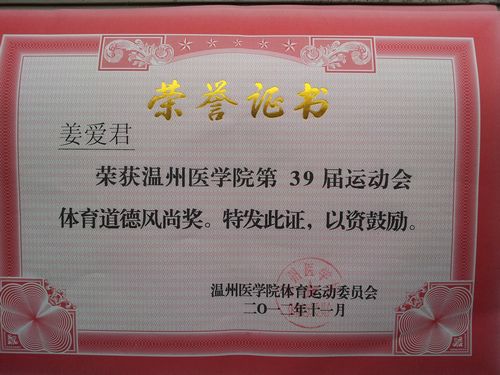 荣誉证书
姜爱君
荣获温州医学院第 39 届运动会
体育道德风尚奖。特发此证，以资鼓励。
温州医学院体育运动委员会
二〇一二年十一月